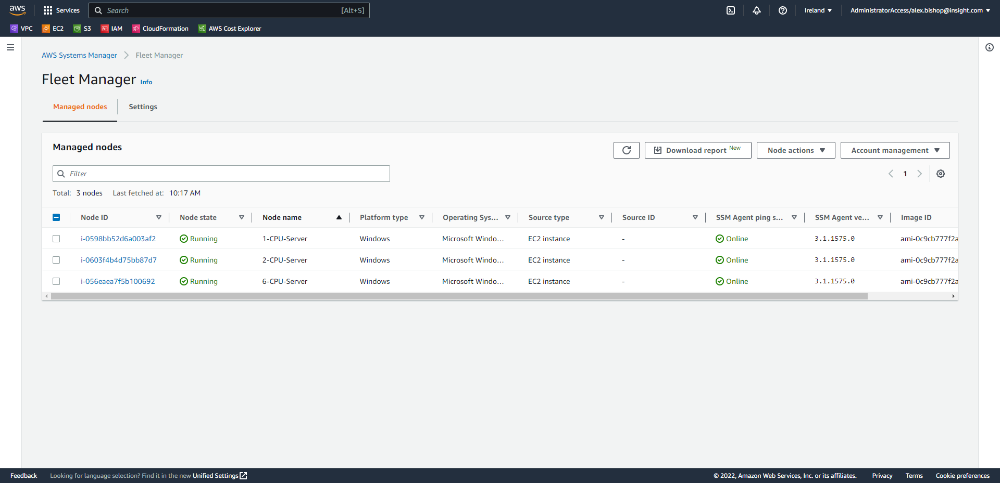 aws Services Search [Alt+S] Ireland AdministratorAccess/alex.bishop@insight.com
VPC EC2 S3 IAM CloudFormation AWS Cost Explorer
AWS Systems Manager Fleet Manager
Fleet Manager Info
Managed nodes Settings
Managed nodes
Download report New Node actions Account management
Filter 1
Total: 3 nodes Last fetched at: 10:17 AM
Node ID Node state Node name Platform type Operating Sys... Source type Source ID SSM Agent ping s... SSM Agent ve... Image ID
i-0598bb52d6a003af2 Running 1-CPU-Server Windows Microsoft Windo... EC2 instance - Online 3.1.1575.0 ami-0c9cb777f2a
i-0603f4b4d75bb87d7 Running 2-CPU-Server Windows Microsoft Windo... EC2 instance - Online 3.1.1575.0 ami-0c9cb777f2a
i-056eaea7f5b100692 Running 6-CPU-Server Windows Microsoft Windo... EC2 instance - Online 3.1.1575.0 ami-0c9cb777f2a
Feedback Looking for language selection? Find it in the new Unified Settings © 2022, Amazon Web Services, Inc. or its affiliates. Privacy Terms Cookie preferences